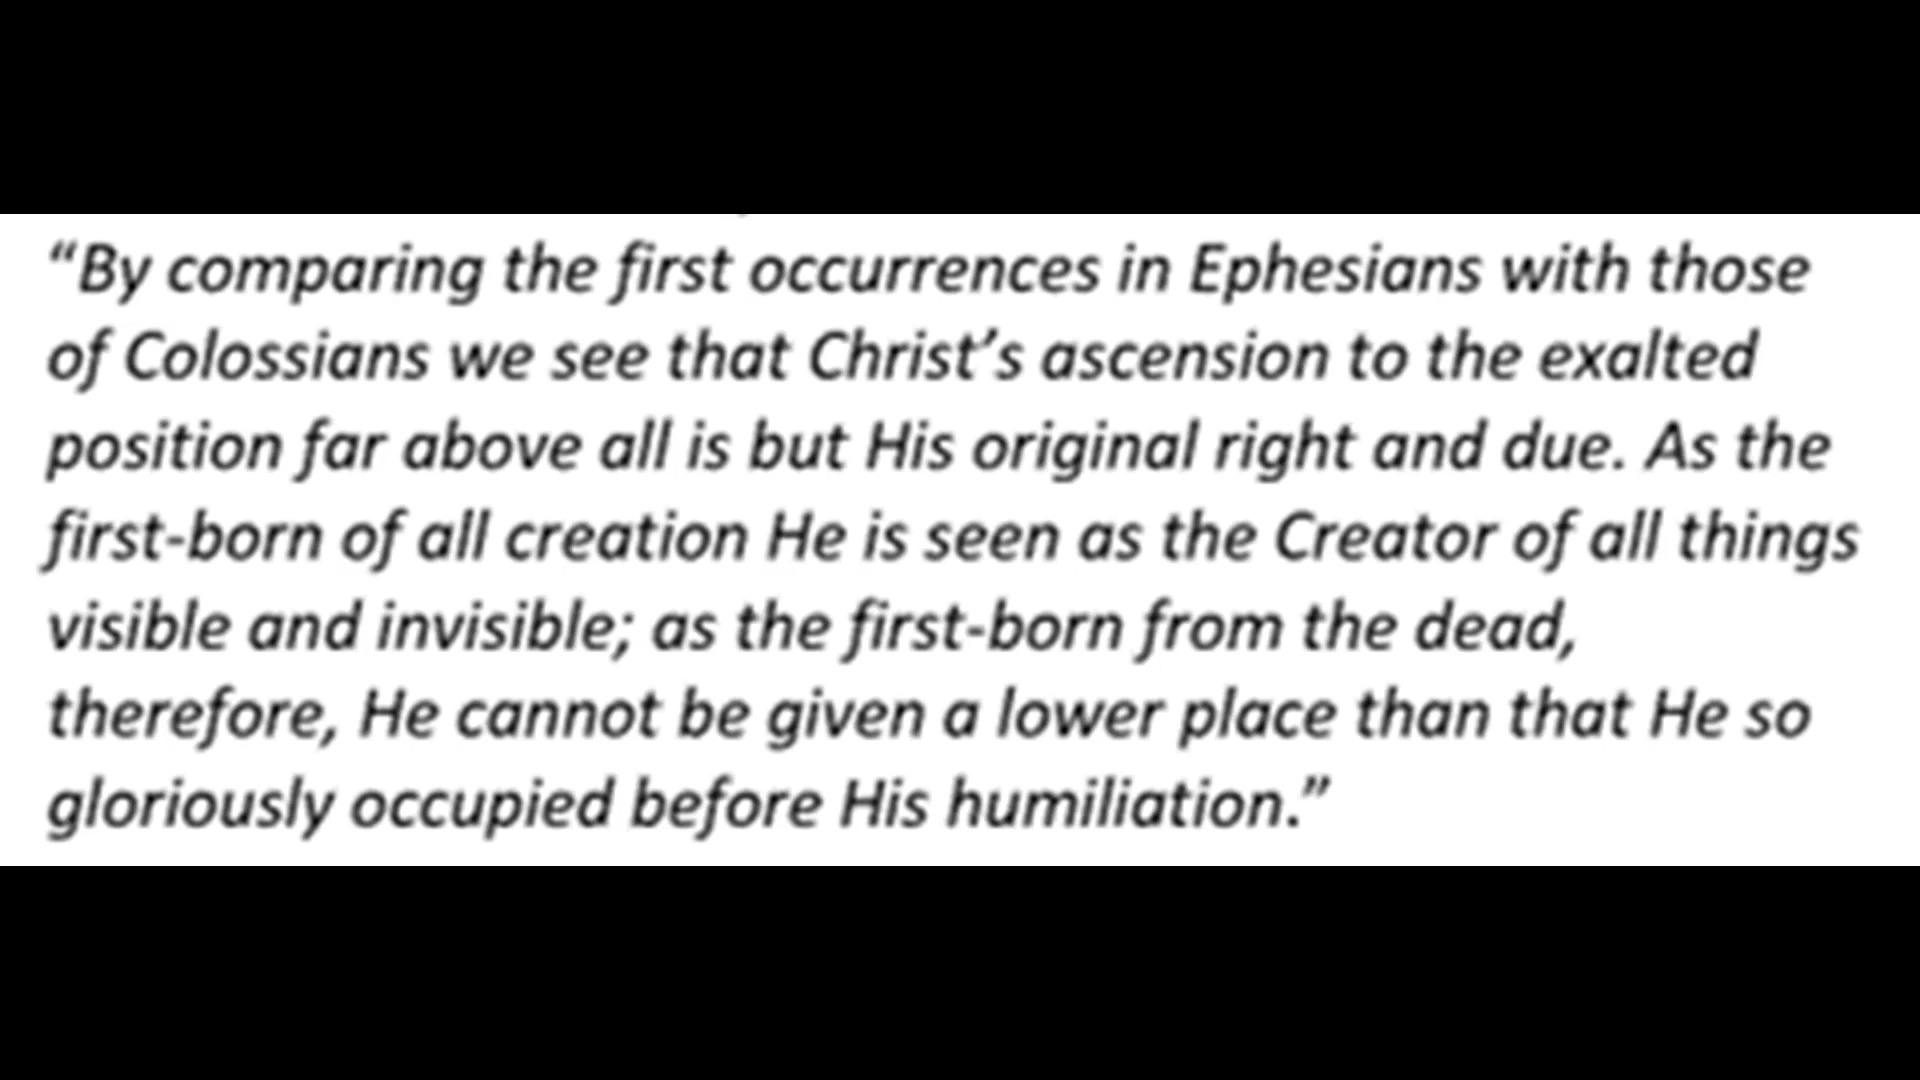 “By comparing the first occurrences in Ephesians with those
of Colossians we see that Christ’s ascension to the exalted
position far above all is but His original right and due. As the
first-born of all creation He is seen as the Creator of all things
visible and invisible; as the first-born from the dead,
therefore, He cannot be given a lower place than that He so
gloriously occupied before His humiliation.”